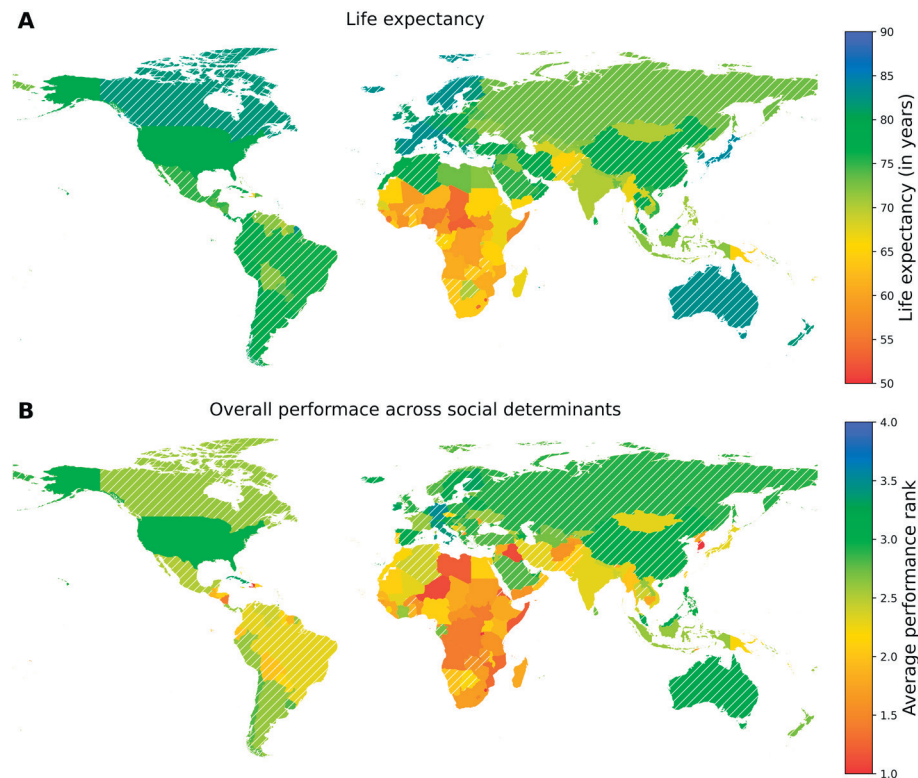 A
Life expectancy
90
85
80
75
70
65
60
55
50
Life expectancy (in years)
B
Overall performace across social determinants
4.0
3.5
3.0
2.5
2.0
1.5
1.0
Average performance rank